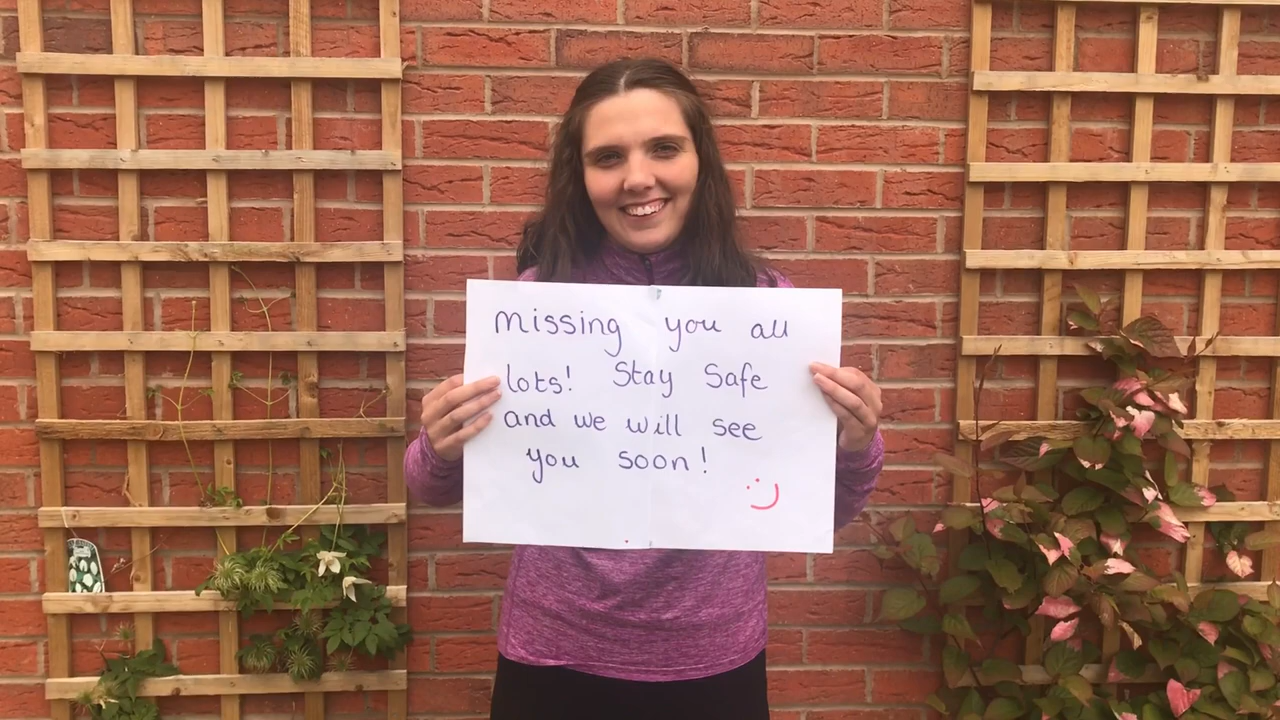 Missing you all
lots! Stay Safe
and we will see
you soon!